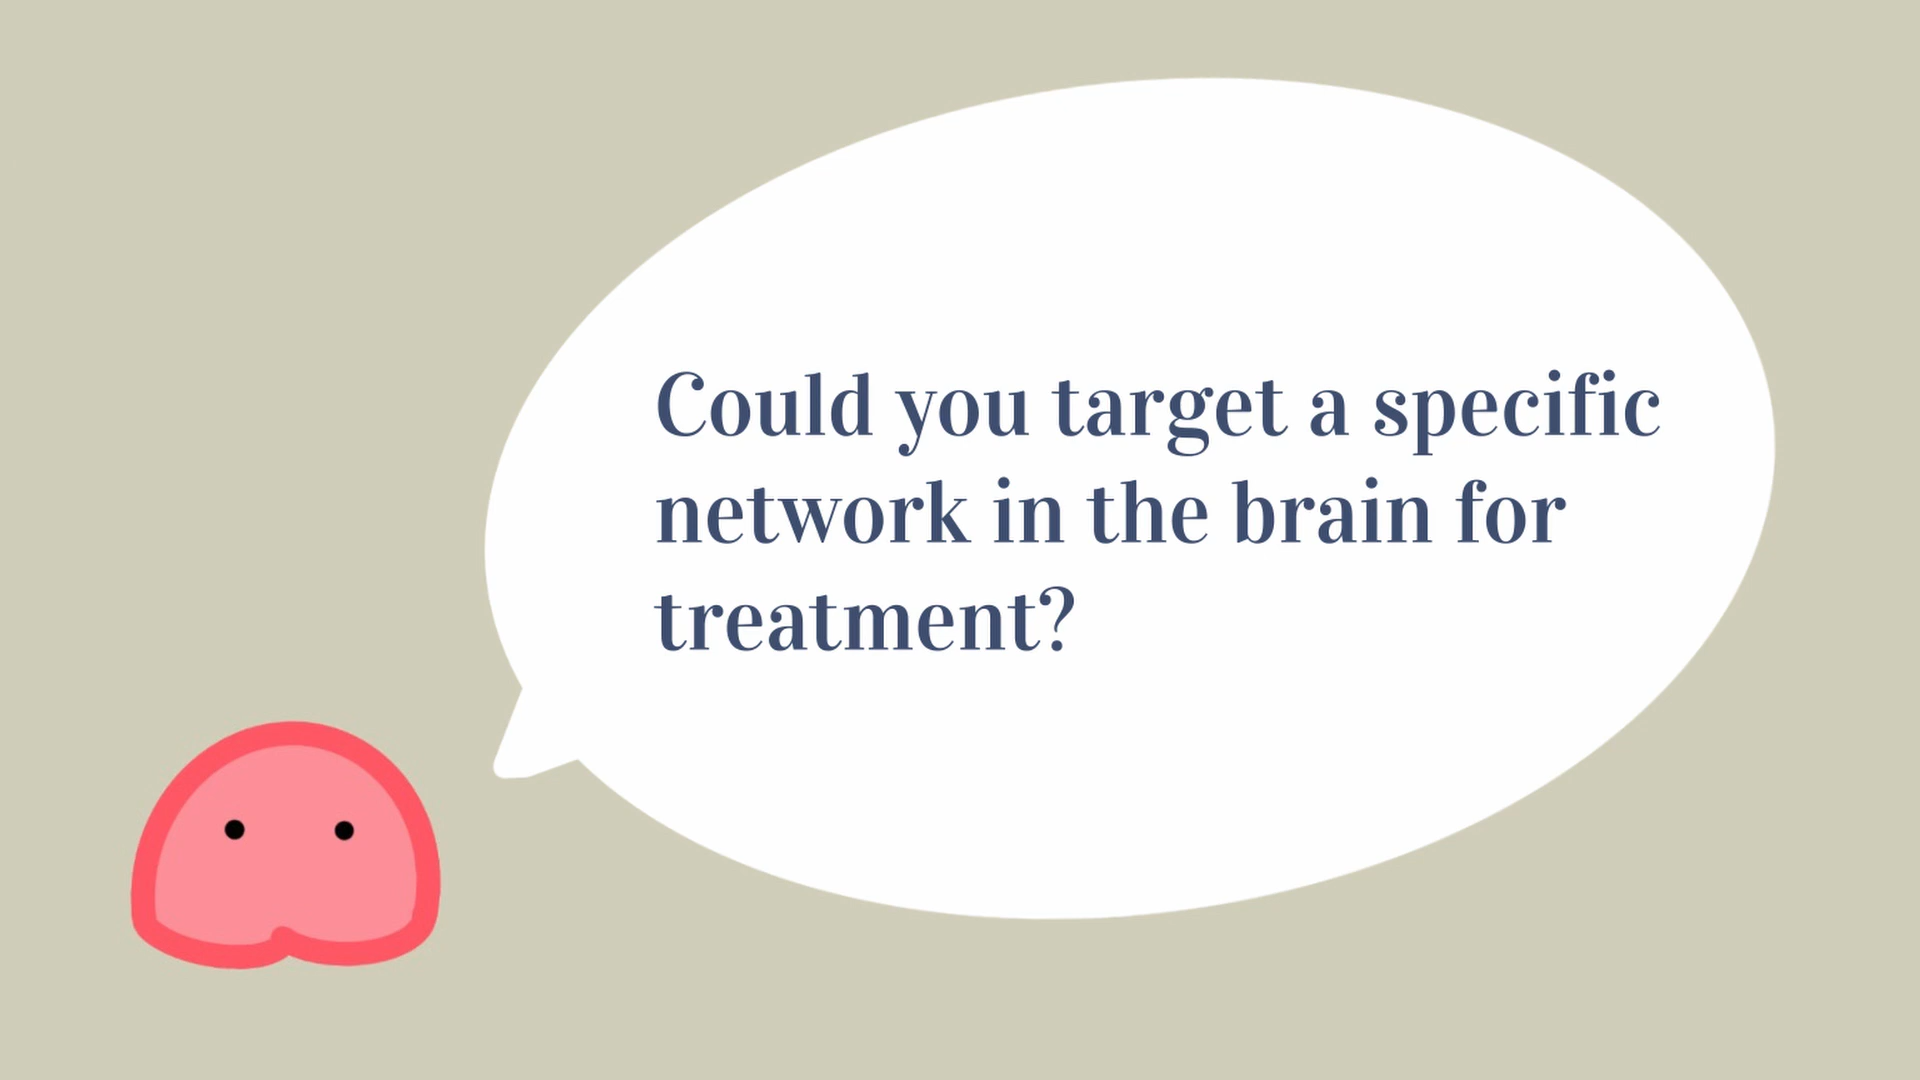 Could you target a specific
network in the brain for
treatment?